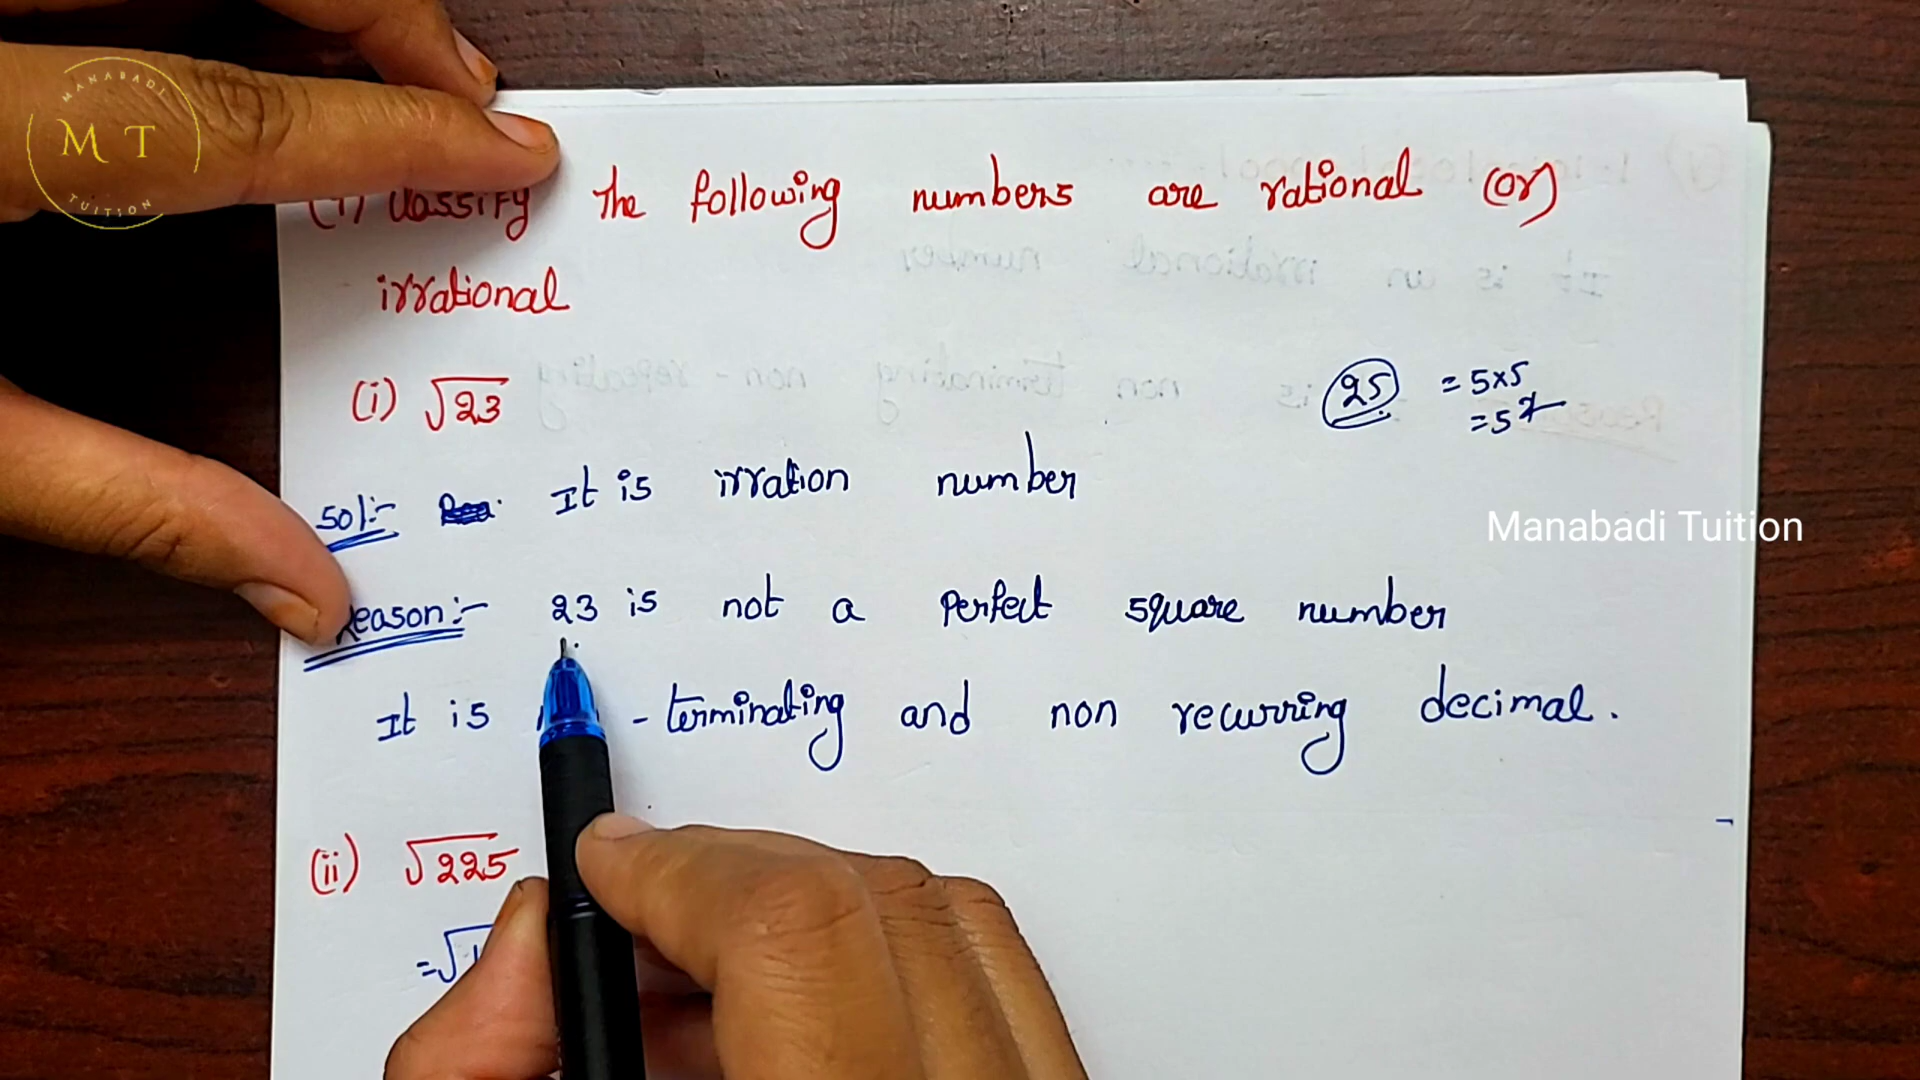 MANABADI
M T
TUITION
(1) Classify the following numbers are rational (or)
irrational
(i) √23
25 = 5×5
= 5²
Sol:- It is irration number
Manabadi Tuition
Reason:- 23 is not a perfect square number
It is - terminating and non recurring decimal.
(ii) √225
=√